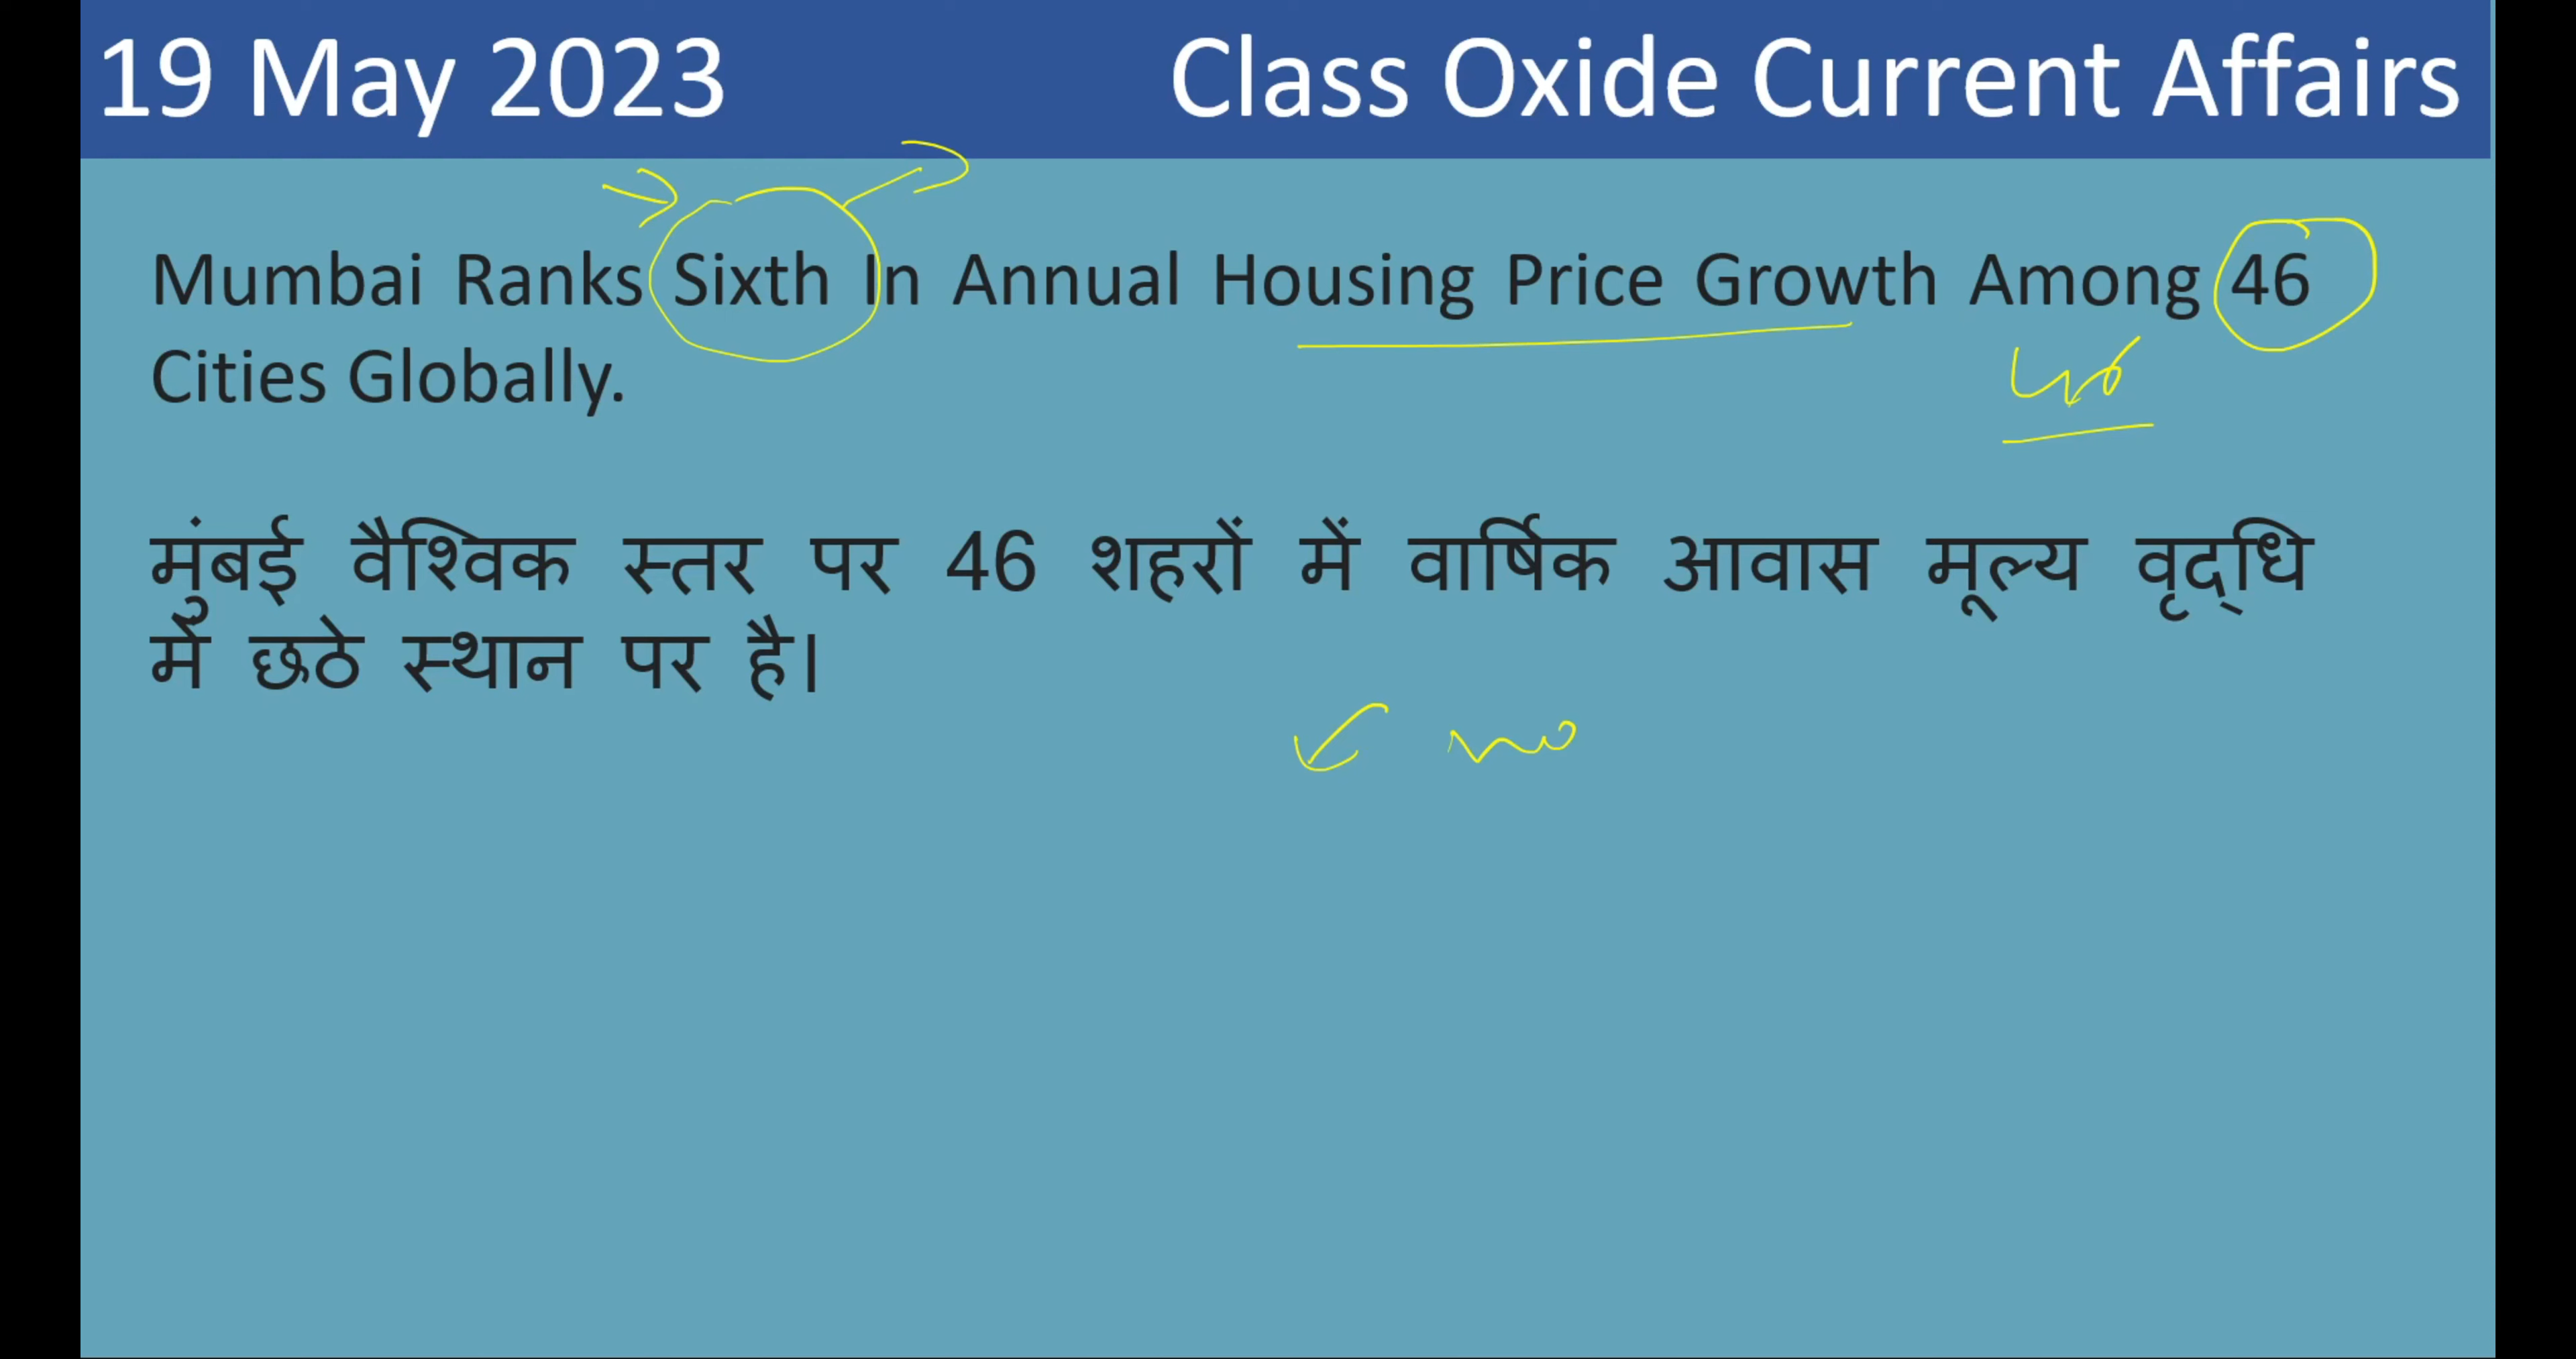 19 May 2023 Class Oxide Current Affairs
Mumbai Ranks Sixth In Annual Housing Price Growth Among 46
Cities Globally.
मुंबई वैश्विक स्तर पर 46 शहरों में वार्षिक आवास मूल्य वृद्धि
में छठे स्थान पर है।